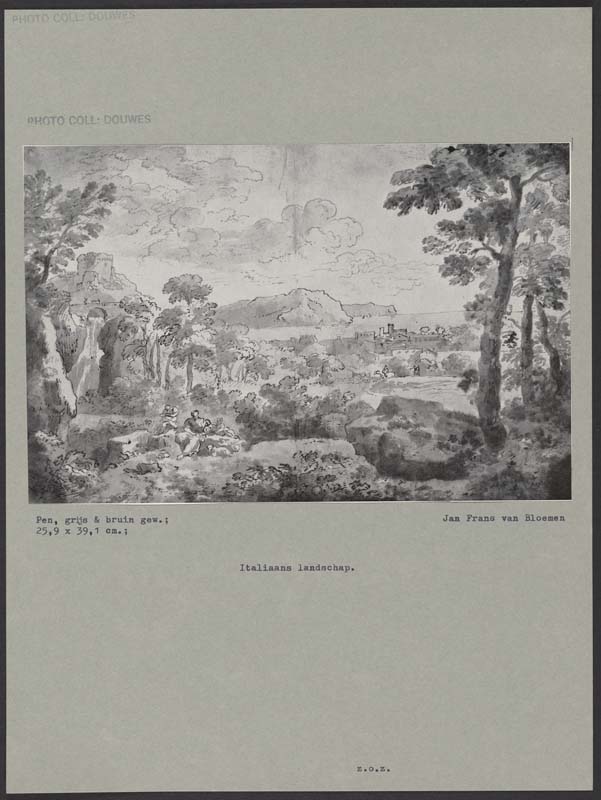 PHOTO COLL: DOUWES
PHOTO COLL: DOUWES
Pen, grijs & bruin gew.;
25,9 x 39,1 cm.;
Jan Frans van Bloemen
Italiaans landschap.
z.o.z.